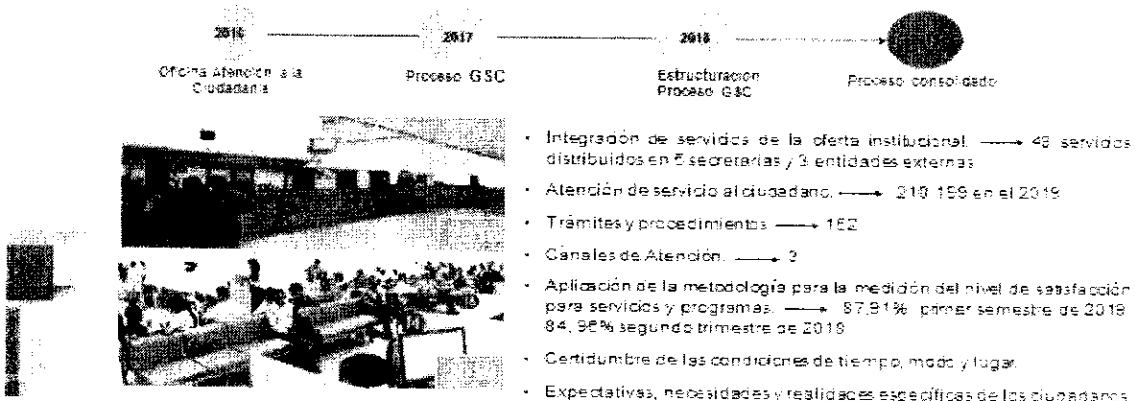 2016
2017
2018
Oficina Atención a la
Ciudadanía
Proceso GSC
Estructuración
Proceso GSC
Proceso consolidado
• Integración de servicios de la oferta institucional. → servicios
distribuidos en secretarías y 3 entidades externas
• Atención de servicio al ciudadano. → en el 2019
• Trámites y procedimientos → 162
• Canales de Atención. → 3
• Aplicación de la metodología para la medición del nivel de satisfacción
para servicios y programas. → 87,91% primer semestre de 2019
segundo trimestre de 2019
• Certidumbre de las condiciones de tiempo, modo y lugar.
• Expectativas, necesidades y realidades específicas de los ciudadanos.